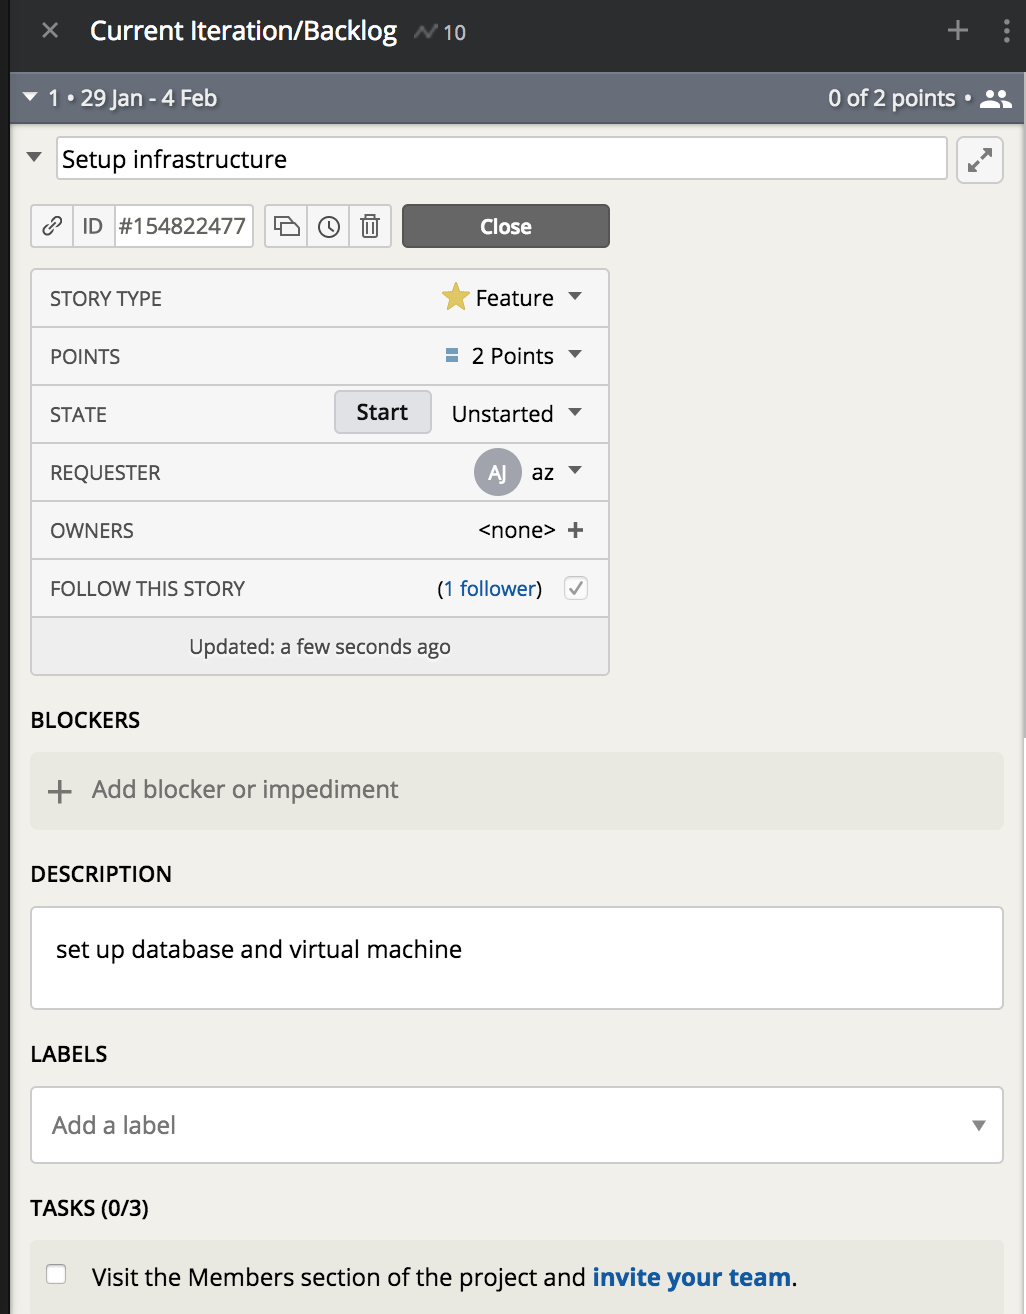 Current Iteration/Backlog 10
1 • 29 Jan - 4 Feb 0 of 2 points •
Setup infrastructure
ID #154822477 Close
STORY TYPE Feature
POINTS 2 Points
STATE Start Unstarted
REQUESTER AJ az
OWNERS <none> +
FOLLOW THIS STORY (1 follower)
Updated: a few seconds ago
BLOCKERS
+ Add blocker or impediment
DESCRIPTION
set up database and virtual machine
LABELS
Add a label
TASKS (0/3)
Visit the Members section of the project and invite your team.